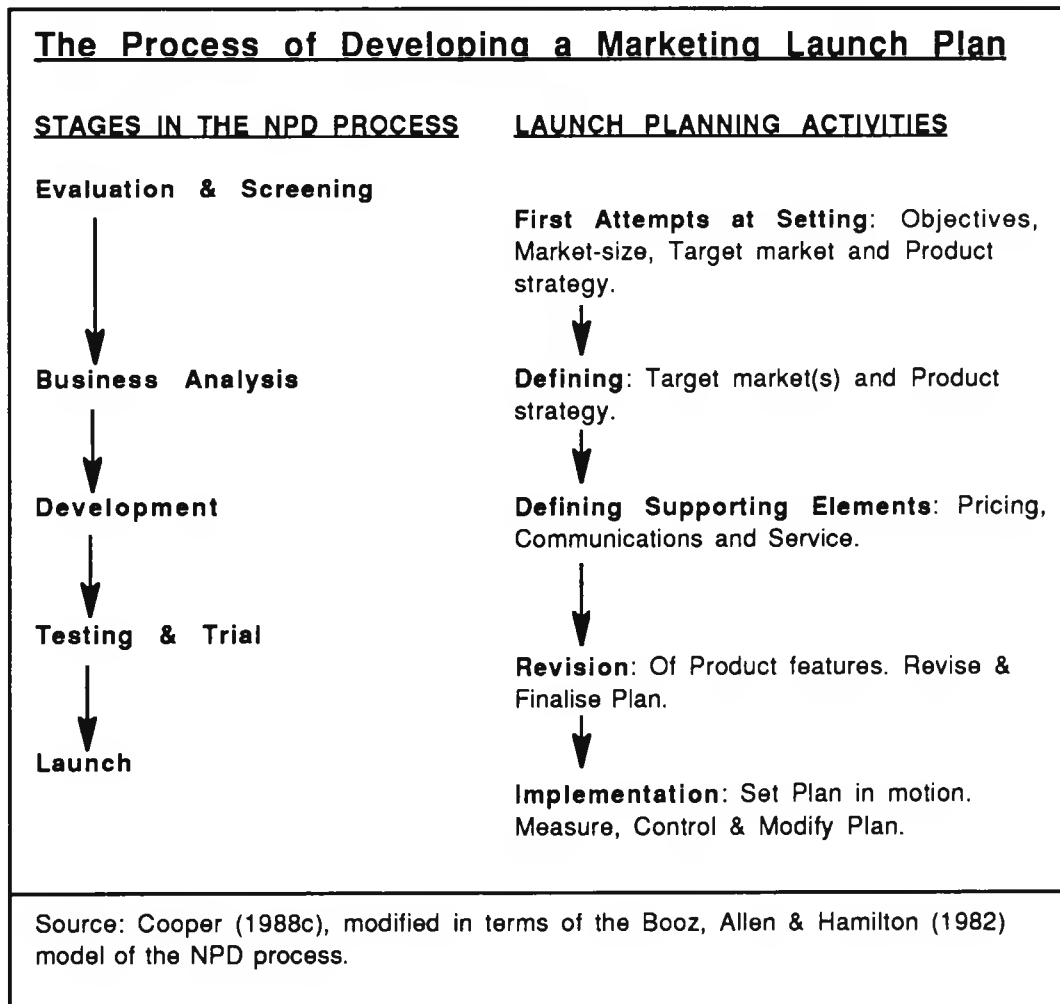 The Process of Developing a Marketing Launch Plan
STAGES IN THE NPD PROCESS
Evaluation & Screening
Business Analysis
Development
Testing & Trial
Launch
LAUNCH PLANNING ACTIVITIES
First Attempts at Setting: Objectives,
Market-size, Target market and Product
strategy.
Defining: Target market(s) and Product
strategy.
Defining Supporting Elements: Pricing,
Communications and Service.
Revision: Of Product features. Revise &
Finalise Plan.
Implementation: Set Plan in motion.
Measure, Control & Modify Plan.
Source: Cooper (1988c), modified in terms of the Booz, Allen & Hamilton (1982)
model of the NPD process.